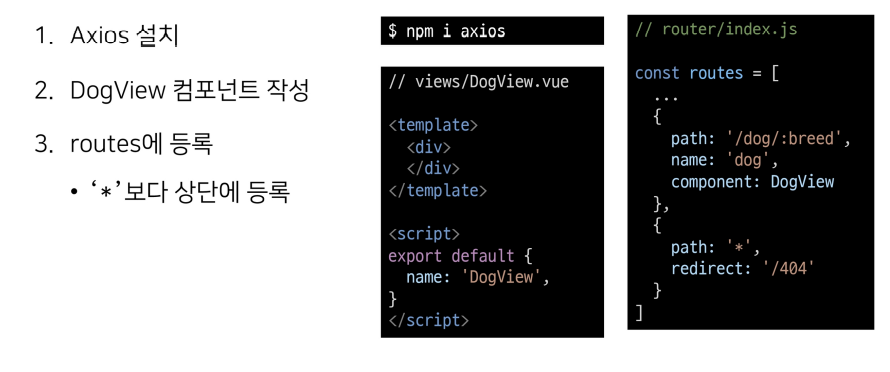 1. Axios 설치
2. DogView 컴포넌트 작성
3. routes에 등록
• ‘*’보다 상단에 등록
$ npm i axios
// views/DogView.vue
<template>
  <div>
  </div>
</template>
<script>
export default {
  name: 'DogView',
}
</script>
// router/index.js
const routes = [
  ...
  {
    path: '/dog/:breed',
    name: 'dog',
    component: DogView
  },
  {
    path: '*',
    redirect: '/404'
  }
]